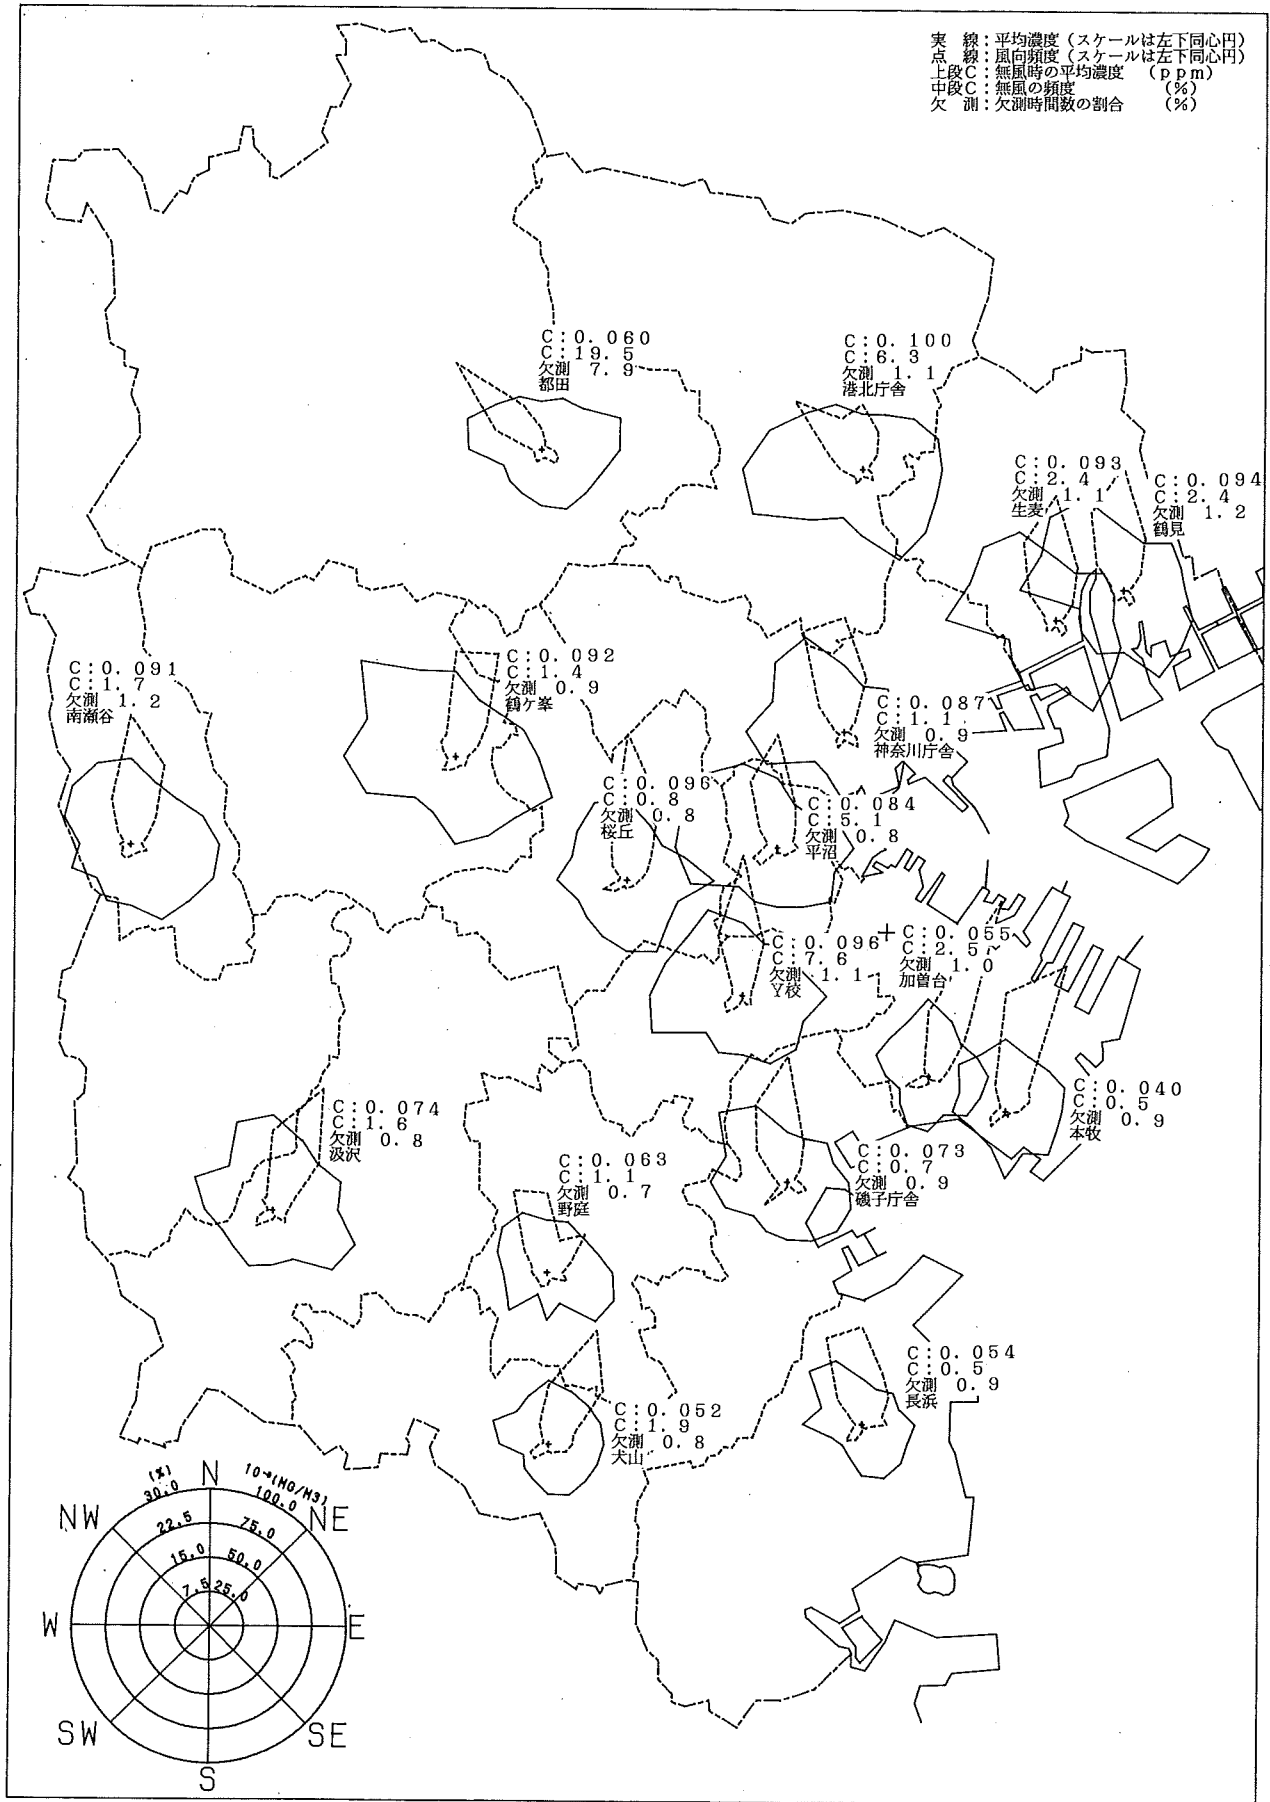 実 線：平均濃度（スケールは左下同心円）
点 線：風向頻度（スケールは左下同心円）
上段C：無風時の平均濃度 （ppm）
中段C：無風の頻度 （%）
欠 測：欠測時間数の割合 （%）
C：0．060
C：19．5
欠測 7．9
都田
C：0．100
C：6．3
欠測 1．1
港北庁舎
C：0．093
C：2．4
欠測 1．1
生麦
C：0．094
C：2．4
欠測 1．2
鶴見
C：0．091
C：1．7
欠測 1．2
南瀬谷
C：0．092
C：1．4
欠測 0．9
鶴ケ峯
C：0．087
C：1．1
欠測 0．9
神奈川庁舎
C：0．096
C：0．8
欠測 0．8
桜丘
C：0．084
C：5．1
欠測 0．8
平沼
C：0．096
C：7．6
欠測 1．1
Y校
C：0．055
C：2．5
欠測 1．0
加曽台
C：0．040
C：0．5
欠測 0．9
本牧
C：0．074
C：1．6
欠測 0．8
汲沢
C：0．063
C：1．1
欠測 0．7
野庭
C：0．073
C：0．7
欠測 0．9
磯子庁舎
C：0．054
C：0．5
欠測 0．9
長浜
C：0．052
C：1．9
欠測 0．8
犬山
(%) N 10⁻³(MG/M3)
30.0 100.0
NW NE
22.5 75.0
15.0 50.0
7.5 25.0
W E
SW SE
S